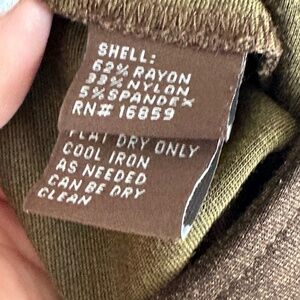 SHELL:
62% RAYON
33% NYLON
5% SPANDEX
RN# 16859
FLAT DRY ONLY
COOL IRON
AS NEEDED
CAN BE DRY
CLEAN